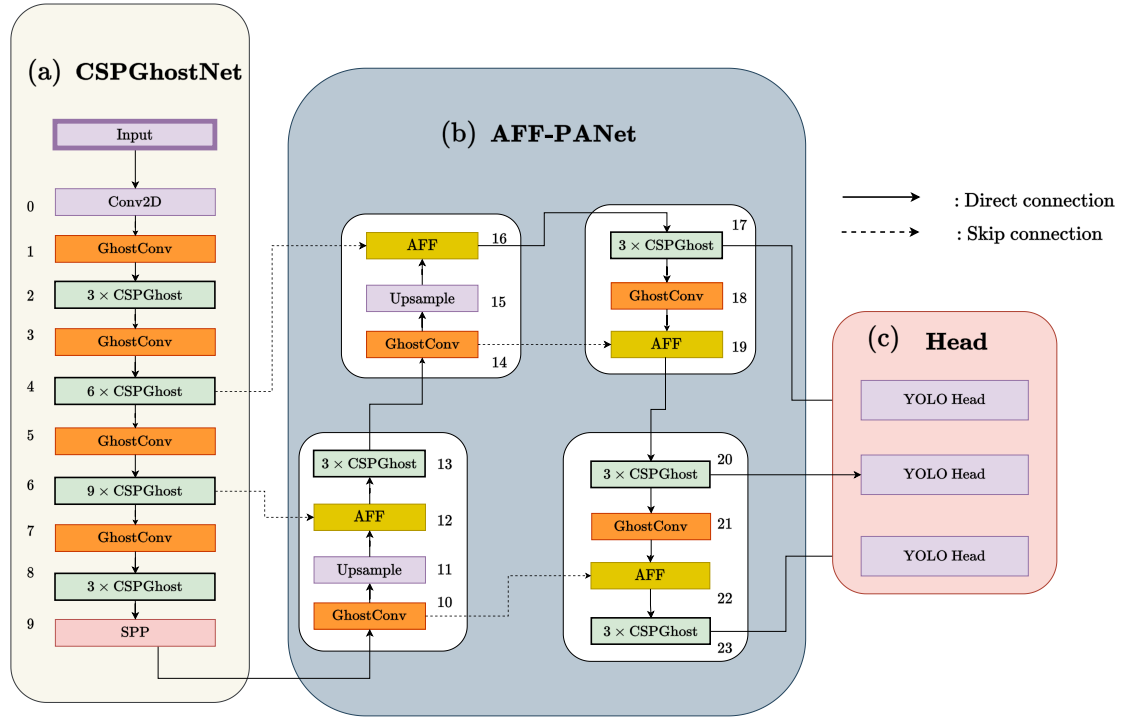 (a) CSPGhostNet
Input
0 Conv2D
1 GhostConv
2 3 × CSPGhost
3 GhostConv
4 6 × CSPGhost
5 GhostConv
6 9 × CSPGhost
7 GhostConv
8 3 × CSPGhost
9 SPP
(b) AFF-PANet
AFF 16
Upsample 15
GhostConv 14
3 × CSPGhost 13
AFF 12
Upsample 11
GhostConv 10
17
3 × CSPGhost
GhostConv 18
AFF 19
3 × CSPGhost 20
GhostConv 21
AFF
22
3 × CSPGhost
23
: Direct connection
: Skip connection
(c) Head
YOLO Head
YOLO Head
YOLO Head